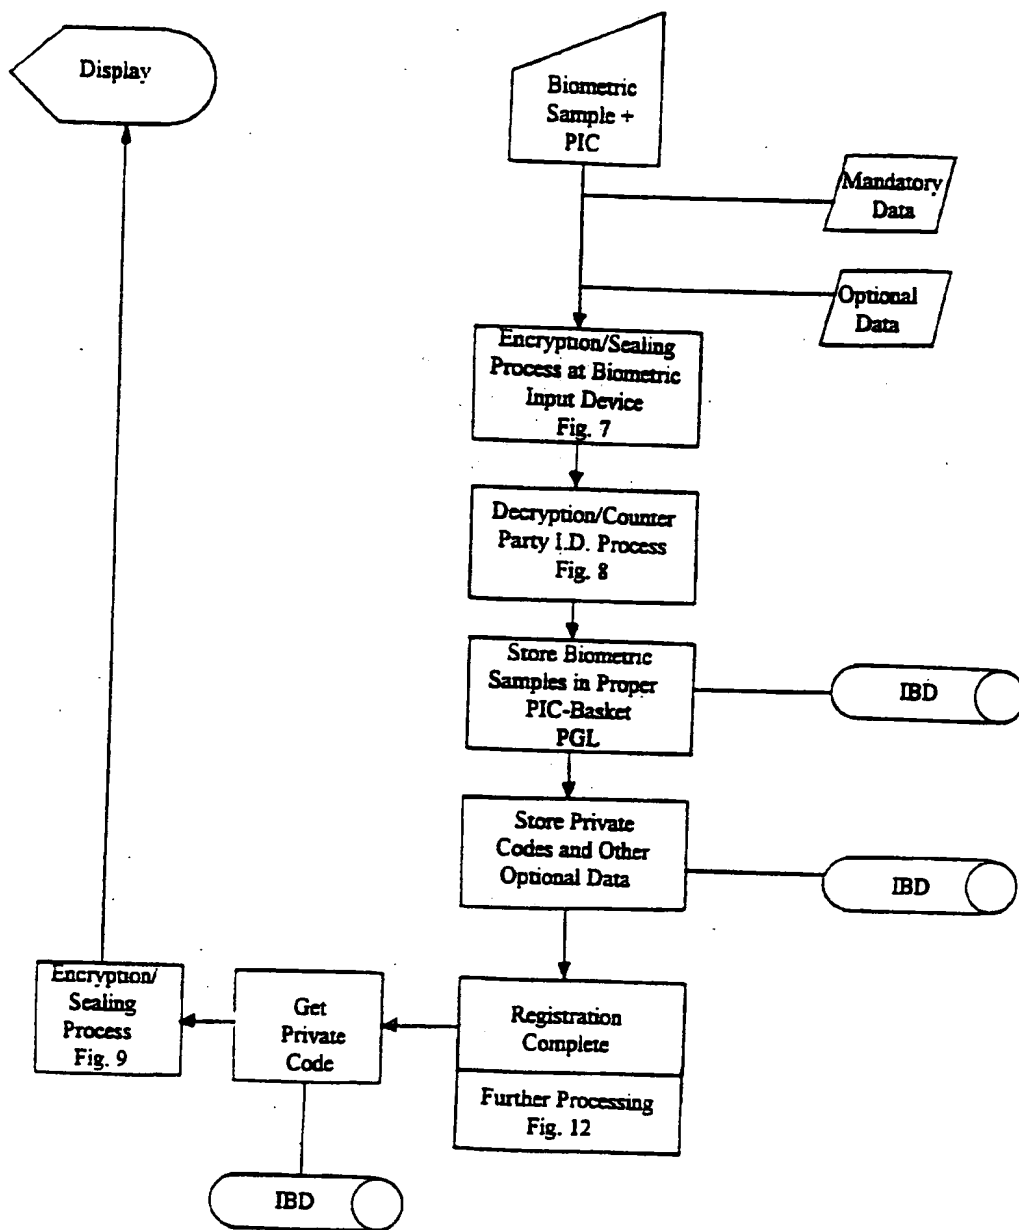 Display
Biometric
Sample +
PIC
Mandatory
Data
Optional
Data
Encryption/Sealing
Process at Biometric
Input Device
Fig. 7
Decryption/Counter
Party I.D. Process
Fig. 8
Store Biometric
Samples in Proper
PIC-Basket
PGL
IBD
Store Private
Codes and Other
Optional Data
IBD
Encryption/
Sealing
Process
Fig. 9
Get
Private
Code
Registration
Complete
Further Processing
Fig. 12
IBD